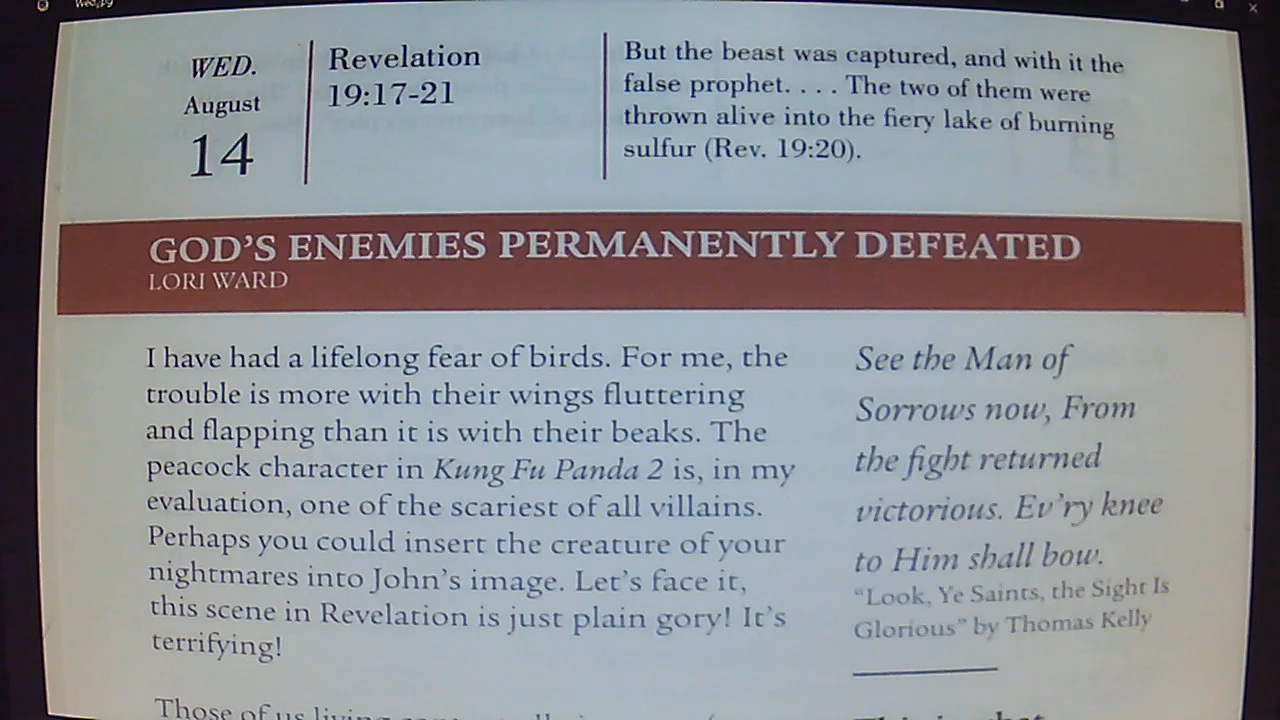 WED.
August
14
Revelation
19:17-21
But the beast was captured, and with it the
false prophet. . . . The two of them were
thrown alive into the fiery lake of burning
sulfur (Rev. 19:20).
GOD'S ENEMIES PERMANENTLY DEFEATED
LORI WARD
I have had a lifelong fear of birds. For me, the
trouble is more with their wings fluttering
and flapping than it is with their beaks. The
peacock character in Kung Fu Panda 2 is, in my
evaluation, one of the scariest of all villains.
Perhaps you could insert the creature of your
nightmares into John's image. Let's face it,
this scene in Revelation is just plain gory! It's
terrifying!
Those of us living
See the Man of
Sorrows now, From
the fight returned
victorious. Ev'ry knee
to Him shall bow.
"Look, Ye Saints, the Sight Is
Glorious" by Thomas Kelly